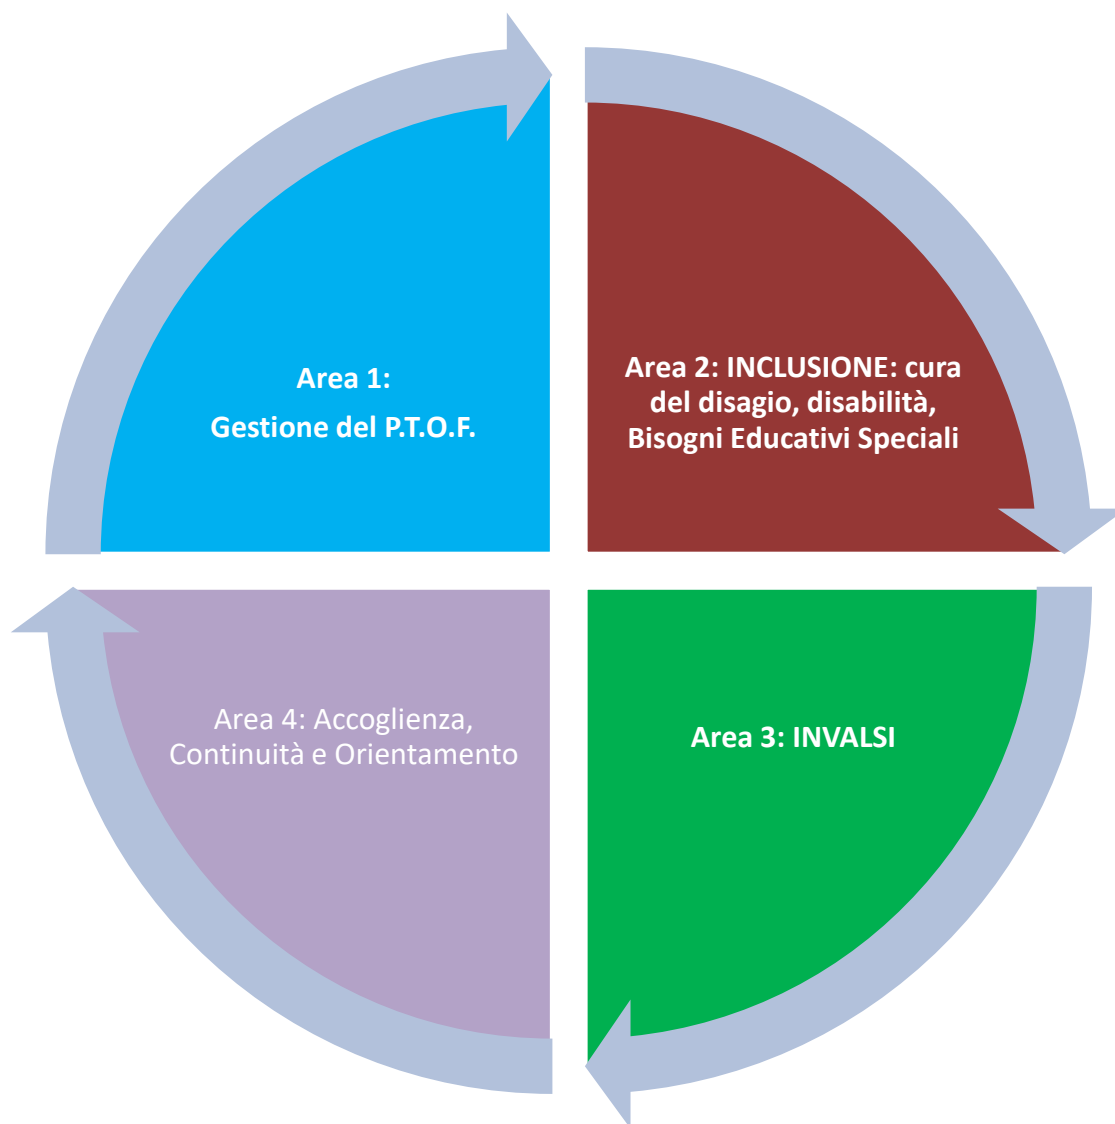 Area 1:
Gestione del P.T.O.F.
Area 2: INCLUSIONE: cura
del disagio, disabilità,
Bisogni Educativi Speciali
Area 3: INVALSI
Area 4: Accoglienza,
Continuità e Orientamento